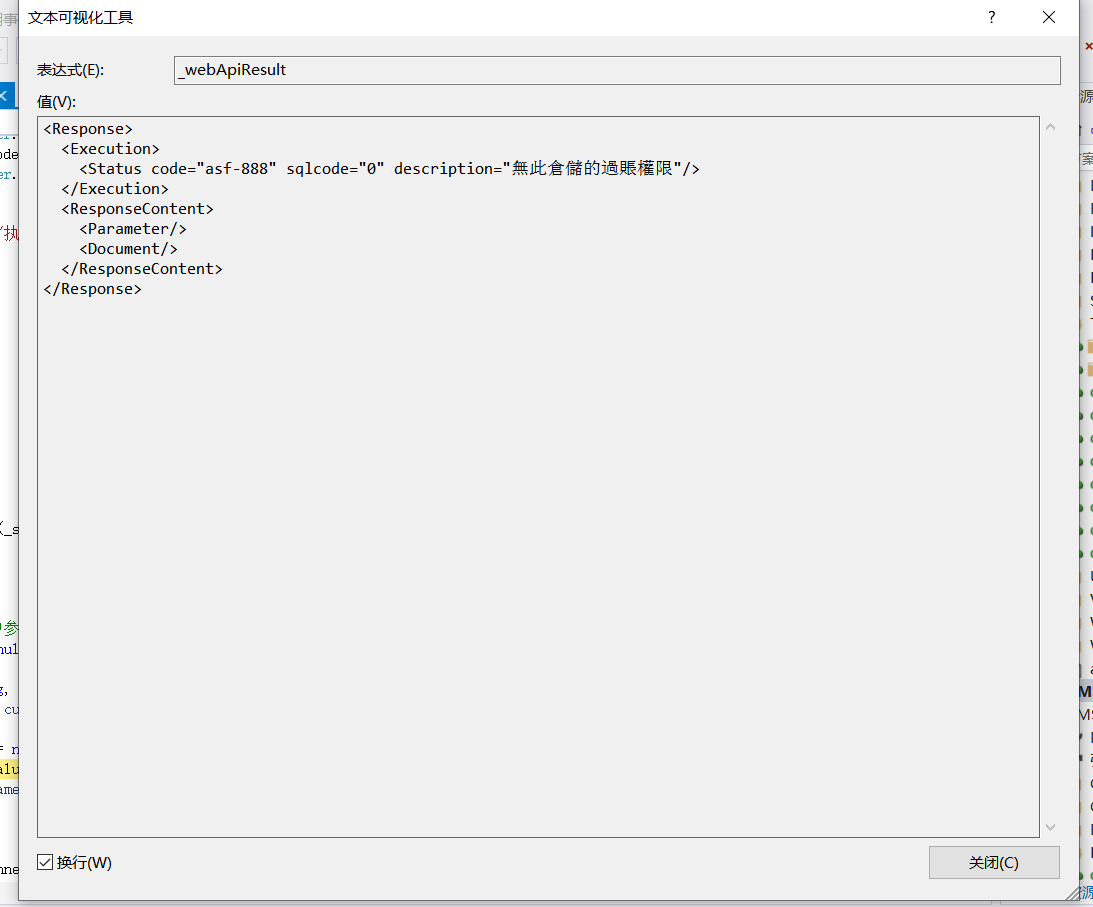 文本可视化工具
?
表达式(E):
_webApiResult
值(V):
<Response>
<Execution>
<Status code="asf-888" sqlcode="0" description="無此倉儲的過賬權限"/>
</Execution>
<ResponseContent>
<Parameter/>
<Document/>
</ResponseContent>
</Response>
换行(W)
关闭(C)